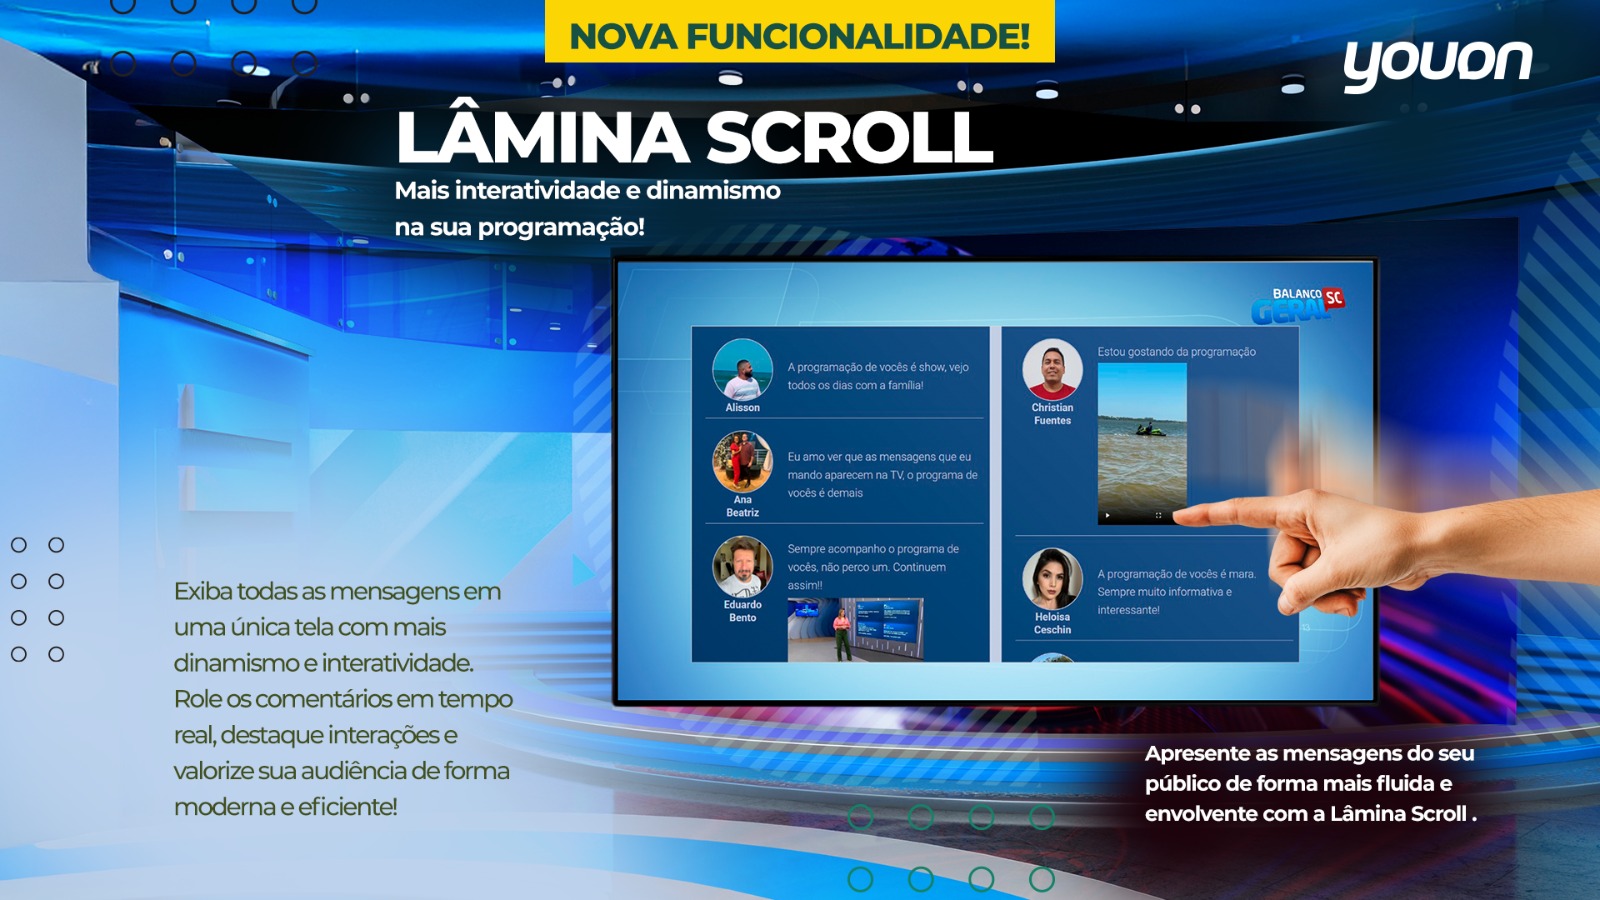 NOVA FUNCIONALIDADE!
youon
LÂMINA SCROLL
Mais interatividade e dinamismo
na sua programação!
BALANÇO
GERAL SC
A programação de vocês é show, vejo
todos os dias com a família!
Alisson
Eu amo ver que as mensagens que eu
mando aparecem na TV, o programa de
vocês é demais
Ana
Beatriz
Sempre acompanho o programa de
vocês, não perco um. Continuem
assim!!
Eduardo
Bento
Estou gostando da programação
Christian
Fuentes
A programação de vocês é mara.
Sempre muito informativa e
interessante!
Heloisa
Ceschin
Exiba todas as mensagens em
uma única tela com mais
dinamismo e interatividade.
Role os comentários em tempo
real, destaque interações e
valorize sua audiência de forma
moderna e eficiente!
Apresente as mensagens do seu
público de forma mais fluida e
envolvente com a Lâmina Scroll .